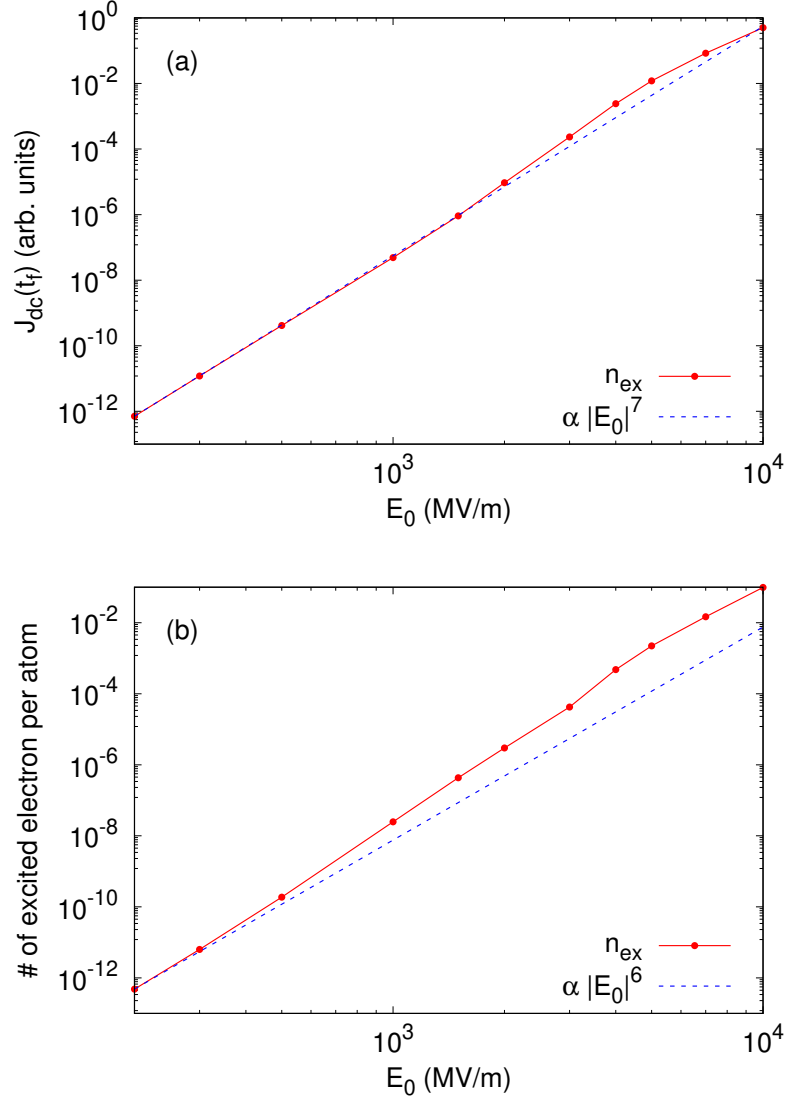 (a)
J_dc(t_f) (arb. units)
10^0
10^-2
10^-4
10^-6
10^-8
10^-10
10^-12
n_ex
α |E_0|^7
10^3
10^4
E_0 (MV/m)
(b)
# of excited electron per atom
10^-2
10^-4
10^-6
10^-8
10^-10
10^-12
n_ex
α |E_0|^6
10^3
10^4
E_0 (MV/m)